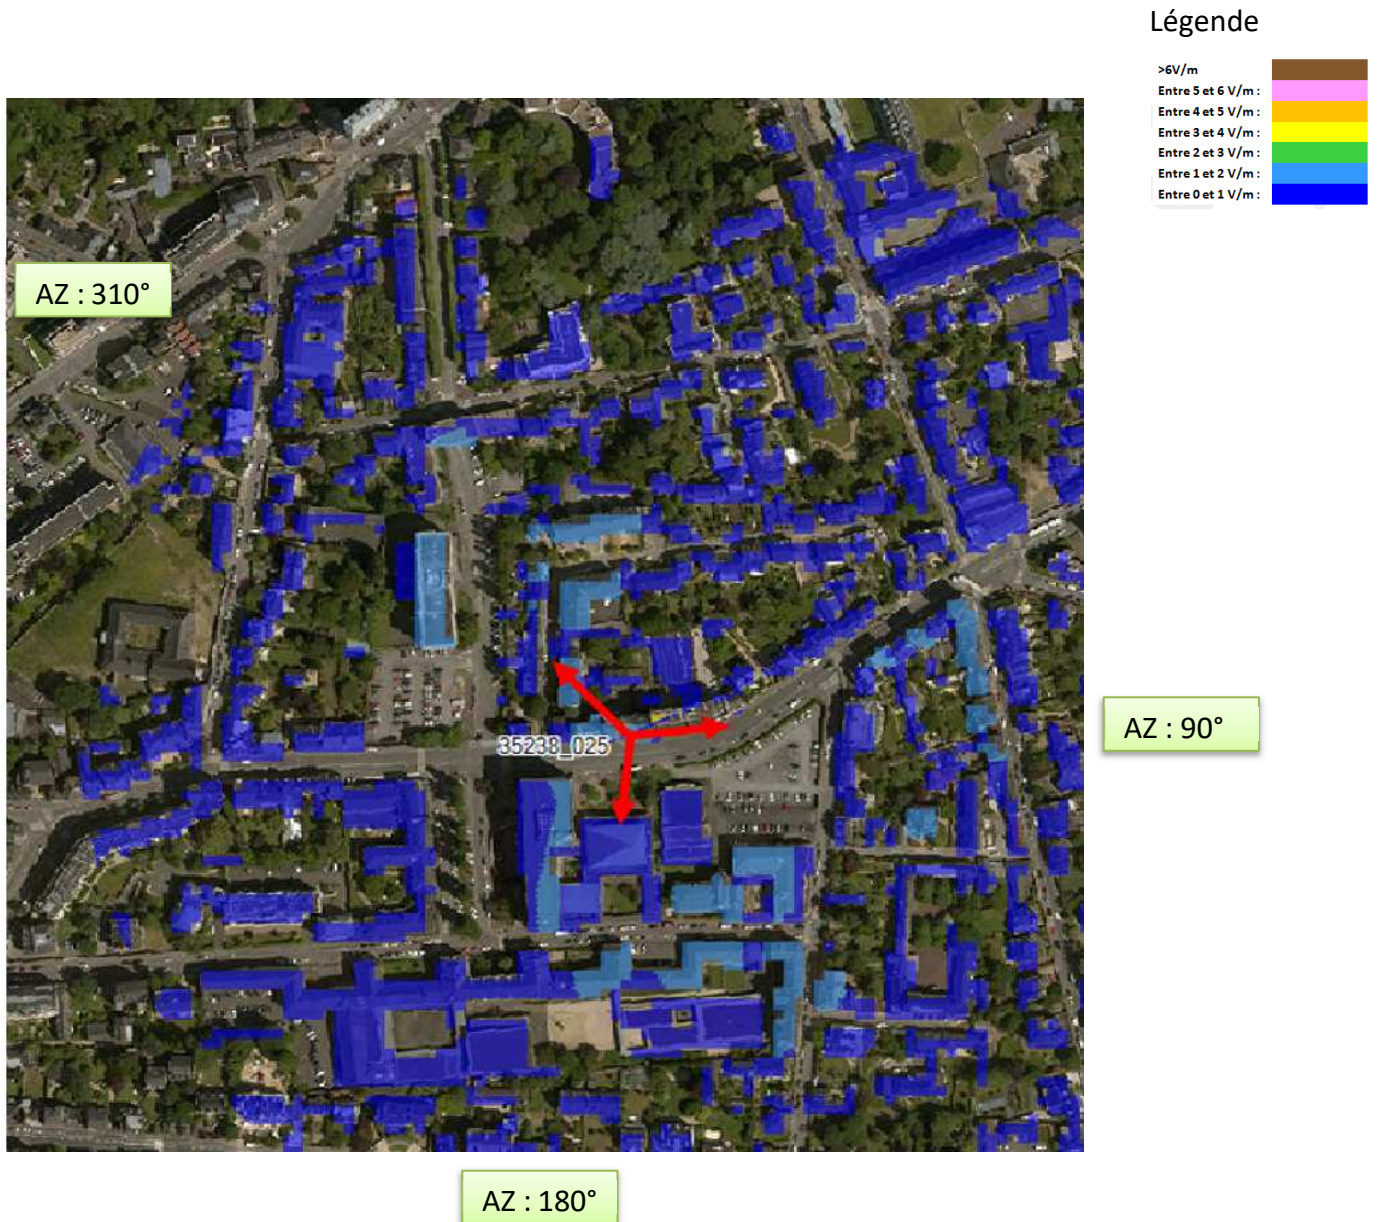 Légende
>6V/m
Entre 5 et 6 V/m :
Entre 4 et 5 V/m :
Entre 3 et 4 V/m :
Entre 2 et 3 V/m :
Entre 1 et 2 V/m :
Entre 0 et 1 V/m :
AZ : 310°
AZ : 90°
35238_025
AZ : 180°